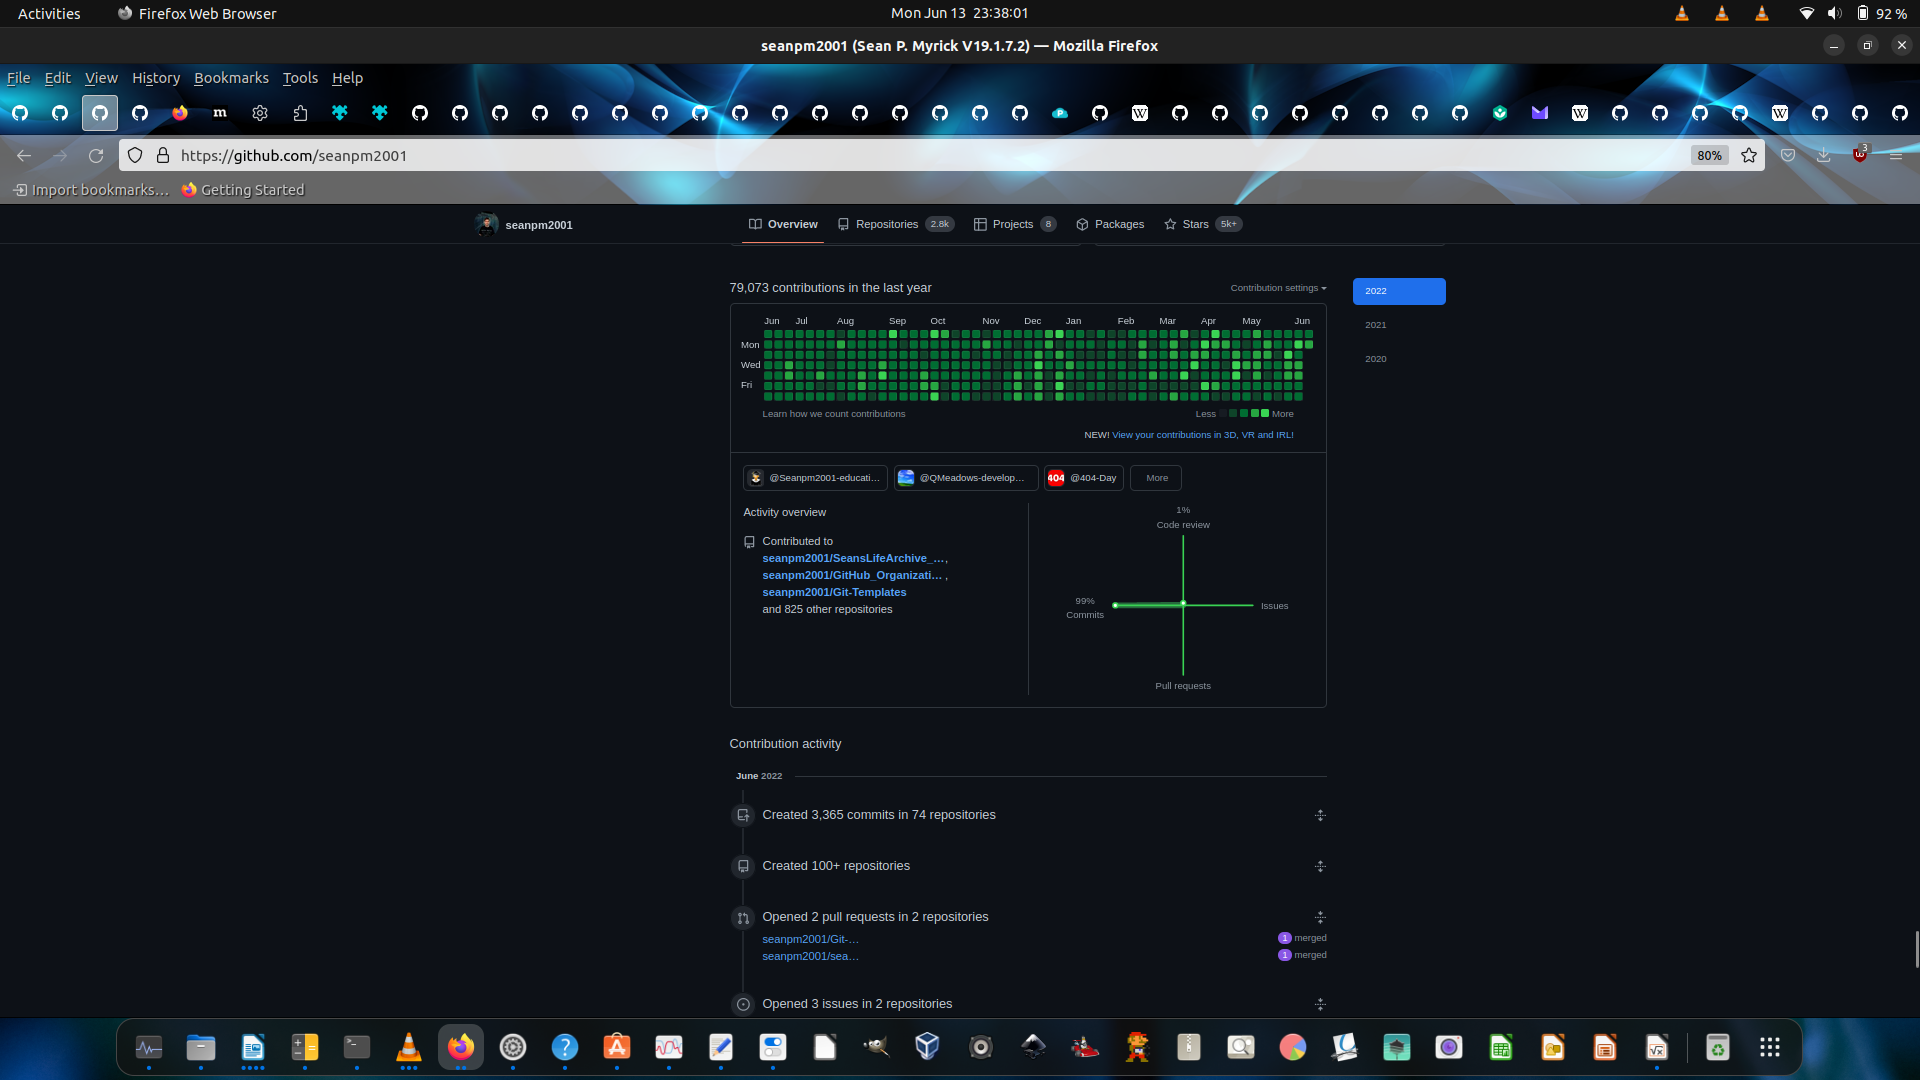 Activities
Firefox Web Browser
Mon Jun 13 23:38:01
92 %
seanpm2001 (Sean P. Myrick V19.1.7.2) — Mozilla Firefox
File Edit View History Bookmarks Tools Help
https://github.com/seanpm2001
80%
3
Import bookmarks…
Getting Started
seanpm2001
Overview
Repositories 2.8k
Projects 8
Packages
Stars 5k+
79,073 contributions in the last year
Contribution settings
2022
2021
2020
Jun Jul Aug Sep Oct Nov Dec Jan Feb Mar Apr May Jun
Mon
Wed
Fri
Learn how we count contributions
Less
More
NEW! View your contributions in 3D, VR and IRL!
@Seanpm2001-educati…
@QMeadows-develop…
404 @404-Day
More
Activity overview
Contributed to
seanpm2001/SeansLifeArchive_…,
seanpm2001/GitHub_Organizati… ,
seanpm2001/Git-Templates
and 825 other repositories
1%
Code review
99%
Commits
Issues
Pull requests
Contribution activity
June 2022
Created 3,365 commits in 74 repositories
Created 100+ repositories
Opened 2 pull requests in 2 repositories
seanpm2001/Git-…
1 merged
seanpm2001/sea…
1 merged
Opened 3 issues in 2 repositories